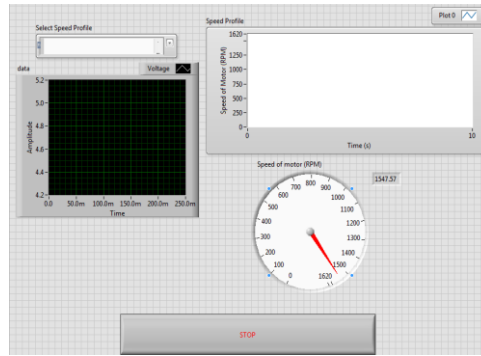 Select Speed Profile
data
Voltage
5.2
5.0
4.8
4.6
4.4
4.2
Amplitude
0.0 50.0m 100.0m 150.0m 200.0m 250.0m
Time
Speed Profile
Plot 0
1620
1250
1000
750
500
250
0
Speed of Motor (RPM)
0 10
Time (s)
Speed of motor (RPM)
1547.57
0
100
200
300
400
500
600
700
800
900
1000
1100
1200
1300
1400
1500
1620
STOP